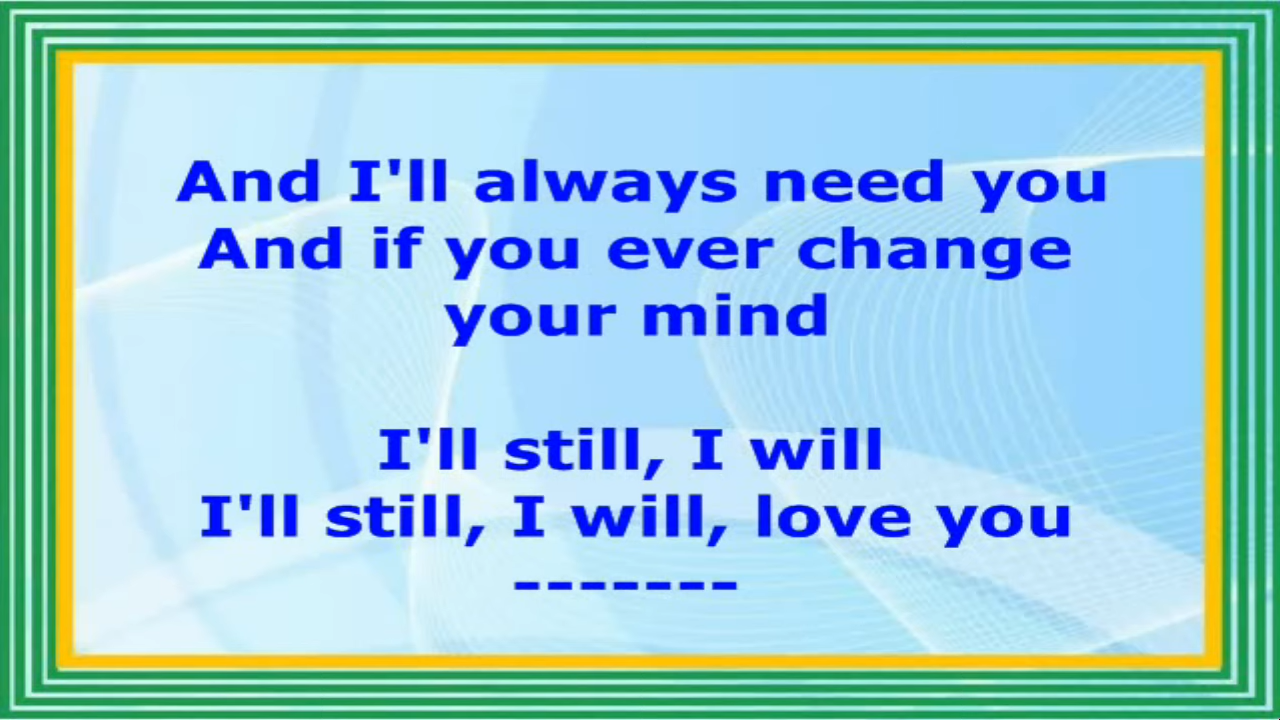 And I'll always need you
And if you ever change
your mind
I'll still, I will
I'll still, I will, love you
-------